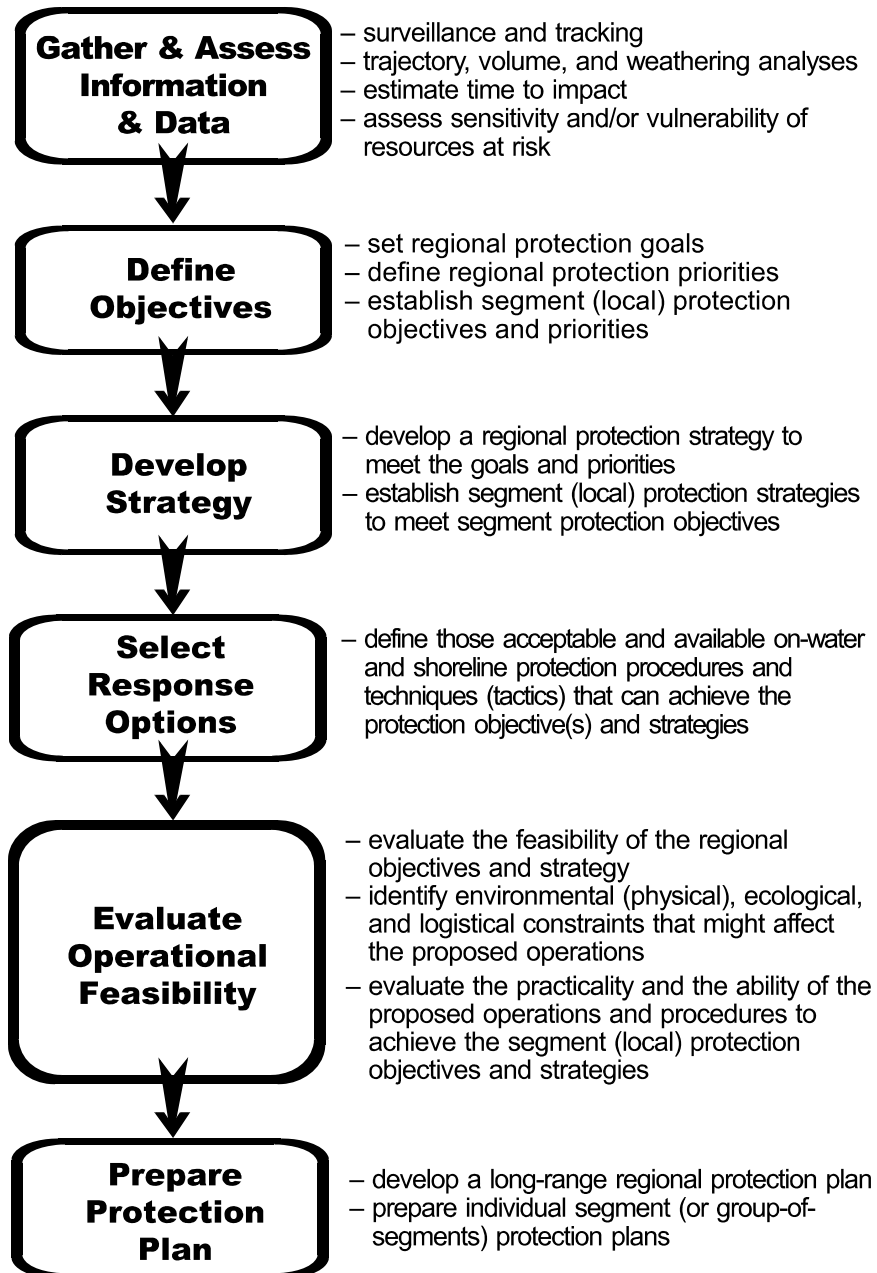 Gather & Assess
Information
& Data
– surveillance and tracking
– trajectory, volume, and weathering analyses
– estimate time to impact
– assess sensitivity and/or vulnerability of
resources at risk
Define
Objectives
– set regional protection goals
– define regional protection priorities
– establish segment (local) protection
objectives and priorities
Develop
Strategy
– develop a regional protection strategy to
meet the goals and priorities
– establish segment (local) protection strategies
to meet segment protection objectives
Select
Response
Options
– define those acceptable and available on-water
and shoreline protection procedures and
techniques (tactics) that can achieve the
protection objective(s) and strategies
Evaluate
Operational
Feasibility
– evaluate the feasibility of the regional
objectives and strategy
– identify environmental (physical), ecological,
and logistical constraints that might affect
the proposed operations
– evaluate the practicality and the ability of the
proposed operations and procedures to
achieve the segment (local) protection
objectives and strategies
Prepare
Protection
Plan
– develop a long-range regional protection plan
– prepare individual segment (or group-of-
segments) protection plans